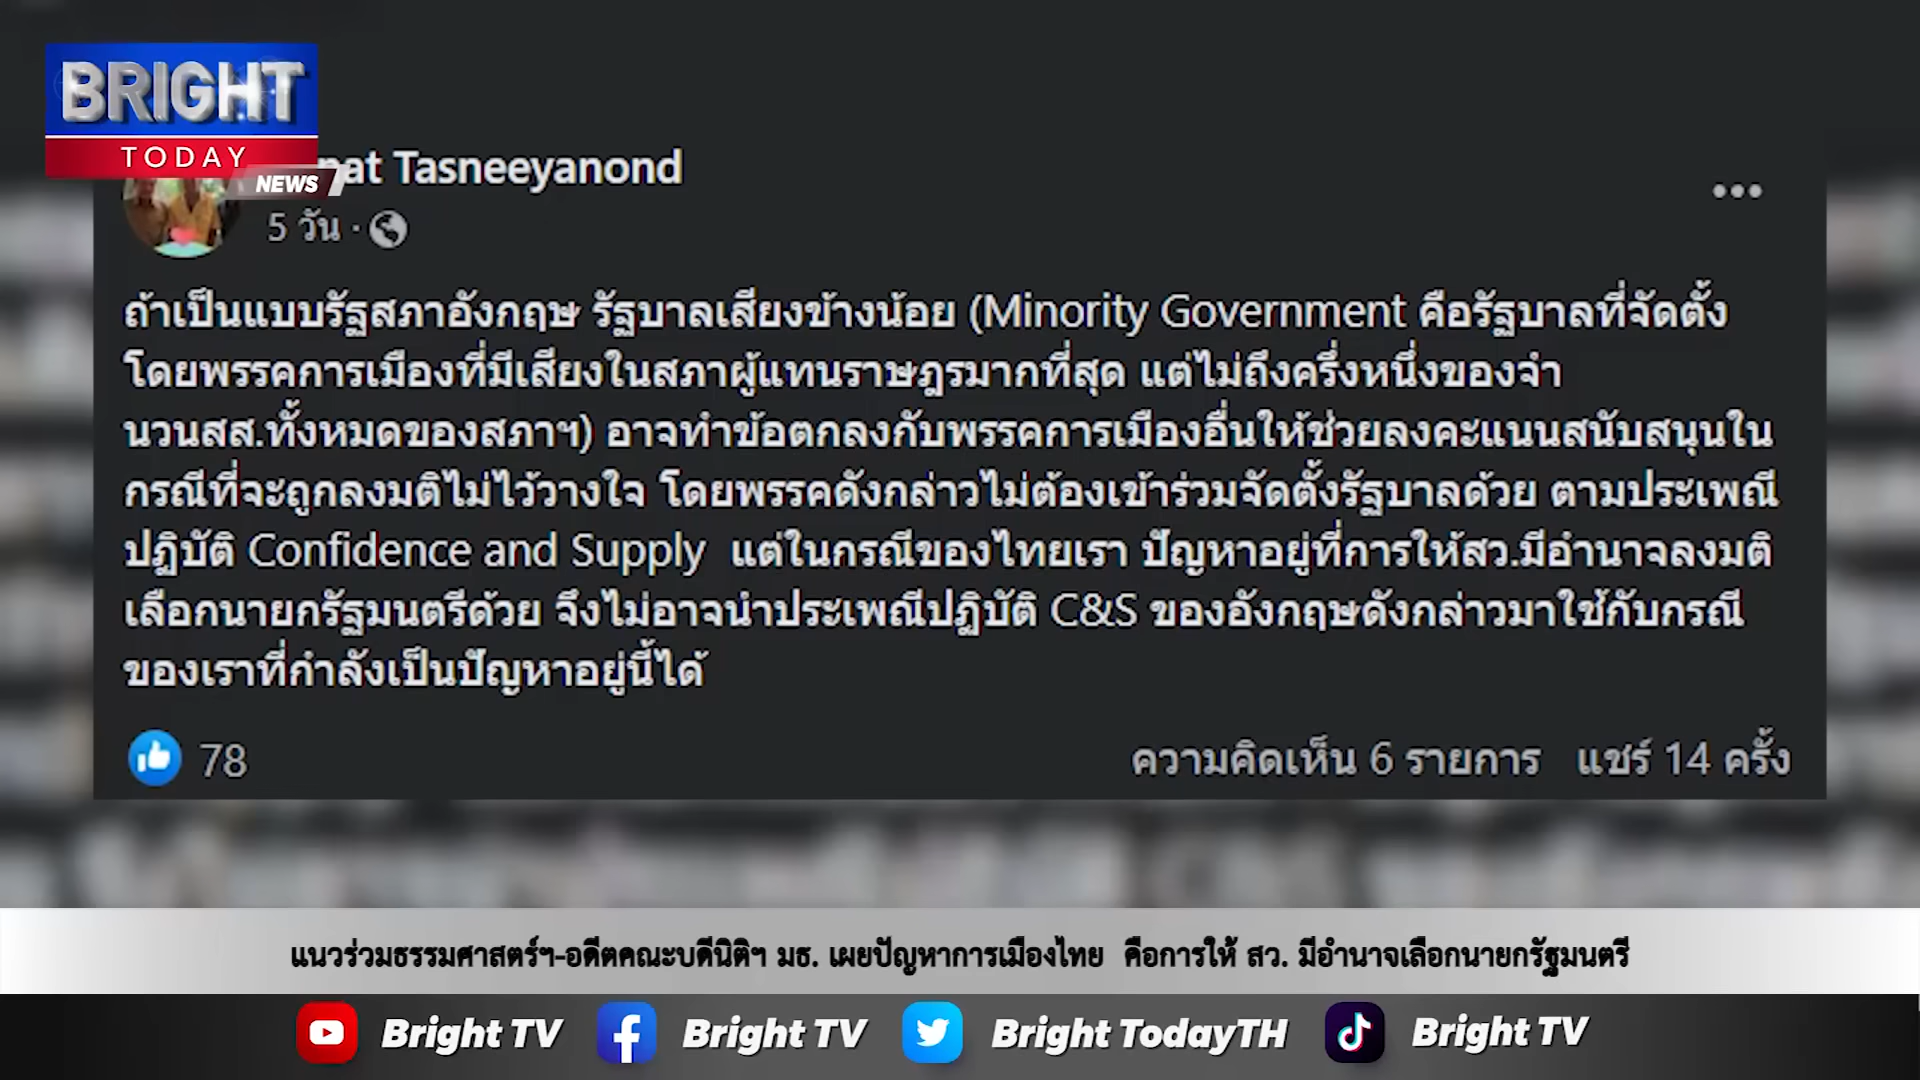 BRIGHT
TODAY
NEWS
Tasneeyanond
5 วัน ·
ถ้าเป็นแบบรัฐสภาอังกฤษ รัฐบาลเสียงข้างน้อย (Minority Government คือรัฐบาลที่จัดตั้ง
โดยพรรคการเมืองที่มีเสียงในสภาผู้แทนราษฎรมากที่สุด แต่ไม่ถึงครึ่งหนึ่งของจำ
นวนสส.ทั้งหมดของสภาฯ) อาจทำข้อตกลงกับพรรคการเมืองอื่นให้ช่วยลงคะแนนสนับสนุนใน
กรณีที่จะถูกลงมติไม่ไว้วางใจ โดยพรรคดังกล่าวไม่ต้องเข้าร่วมจัดตั้งรัฐบาลด้วย ตามประเพณี
ปฏิบัติ Confidence and Supply แต่ในกรณีของไทยเรา ปัญหาอยู่ที่การให้สว.มีอำนาจลงมติ
เลือกนายกรัฐมนตรีด้วย จึงไม่อาจนำประเพณีปฏิบัติ C&S ของอังกฤษดังกล่าวมาใช้กับกรณี
ของเราที่กำลังเป็นปัญหาอยู่นี้ได้
78 ความคิดเห็น 6 รายการ แชร์ 14 ครั้ง
แนวร่วมธรรมศาสตร์ฯ-อดีตคณะบดีนิติฯ มธ. เผยปัญหาการเมืองไทย คือการให้ สว. มีอำนาจเลือกนายกรัฐมนตรี
Bright TV Bright TV Bright TodayTH Bright TV